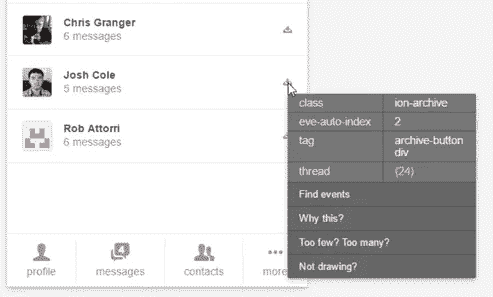 Chris Granger
6 messages
Josh Cole
5 messages
Rob Attorri
6 messages
class ion-archive
eve-auto-index 2
tag archive-button
div
thread ⟨24⟩
Find events
Why this?
Too few? Too many?
Not drawing?
4
profile messages contacts more